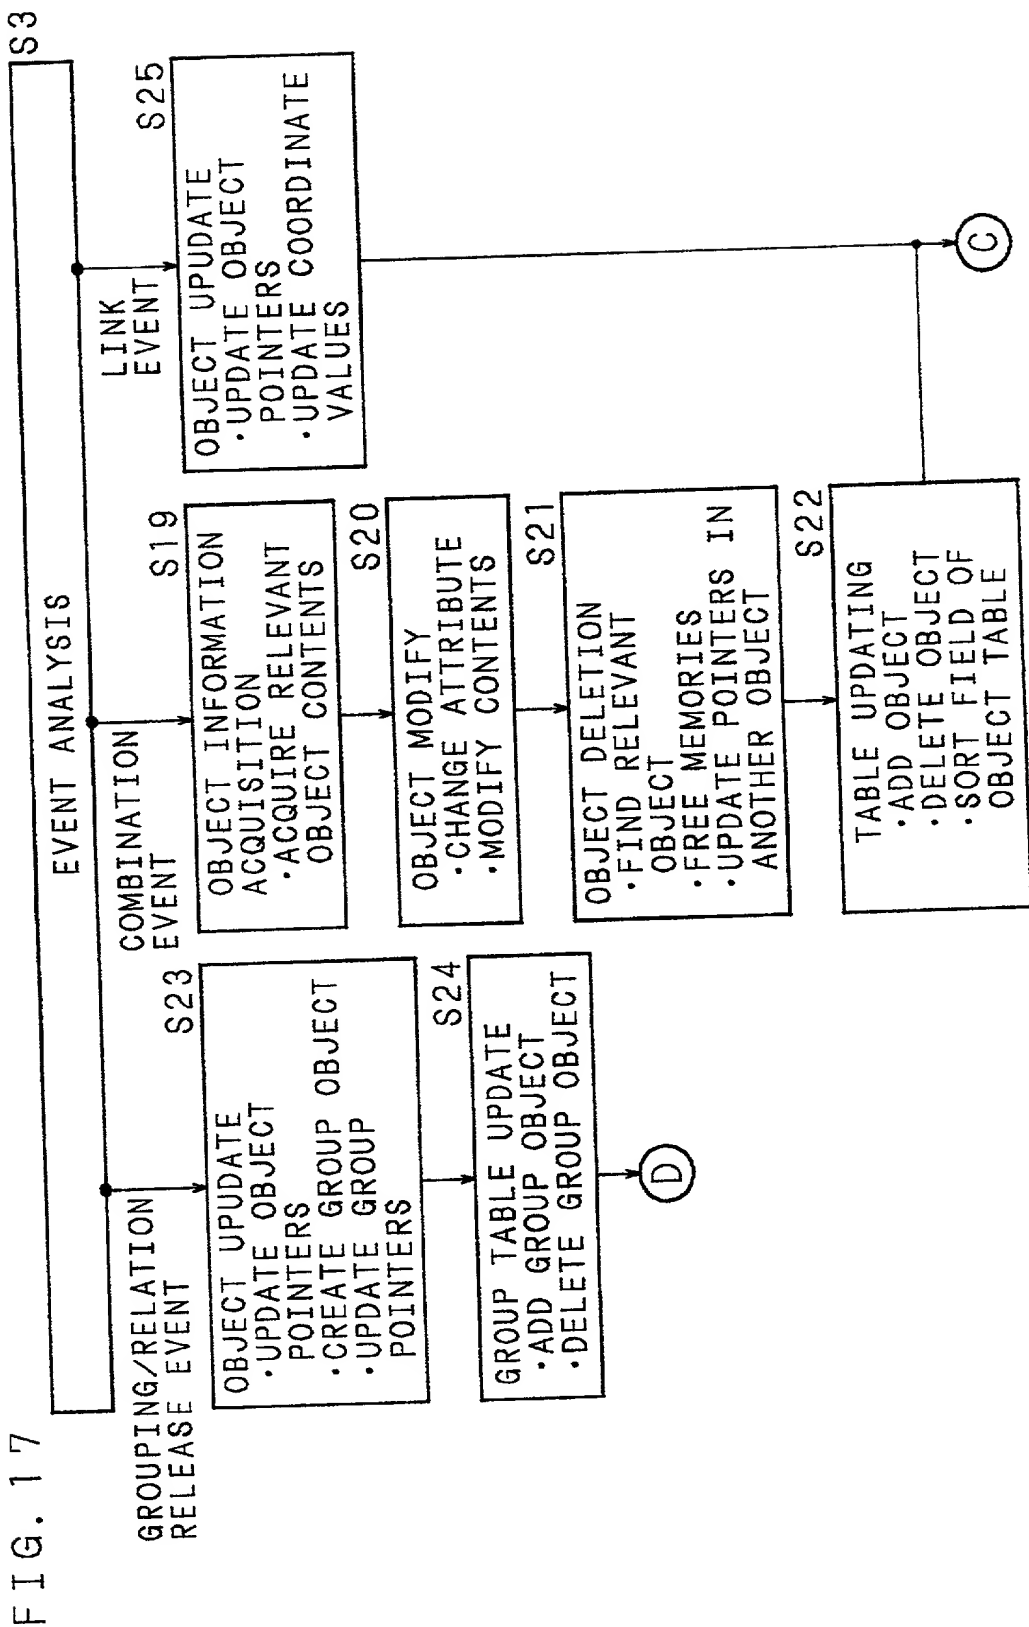 FIG. 17
S3
EVENT ANALYSIS
GROUPING/RELATION
RELEASE EVENT
S23
OBJECT UPUDATE
·UPDATE OBJECT
POINTERS
·CREATE GROUP OBJECT
·UPDATE GROUP
POINTERS
S24
GROUP TABLE UPDATE
·ADD GROUP OBJECT
·DELETE GROUP OBJECT
D
COMBINATION
EVENT
S19
OBJECT INFORMATION
ACQUISITION
·ACQUIRE RELEVANT
OBJECT CONTENTS
S20
OBJECT MODIFY
·CHANGE ATTRIBUTE
·MODIFY CONTENTS
S21
OBJECT DELETION
·FIND RELEVANT
OBJECT
·FREE MEMORIES
·UPDATE POINTERS IN
ANOTHER OBJECT
S22
TABLE UPDATING
·ADD OBJECT
·DELETE OBJECT
·SORT FIELD OF
OBJECT TABLE
LINK
EVENT
S25
OBJECT UPUDATE
·UPDATE OBJECT
POINTERS
·UPDATE COORDINATE
VALUES
C